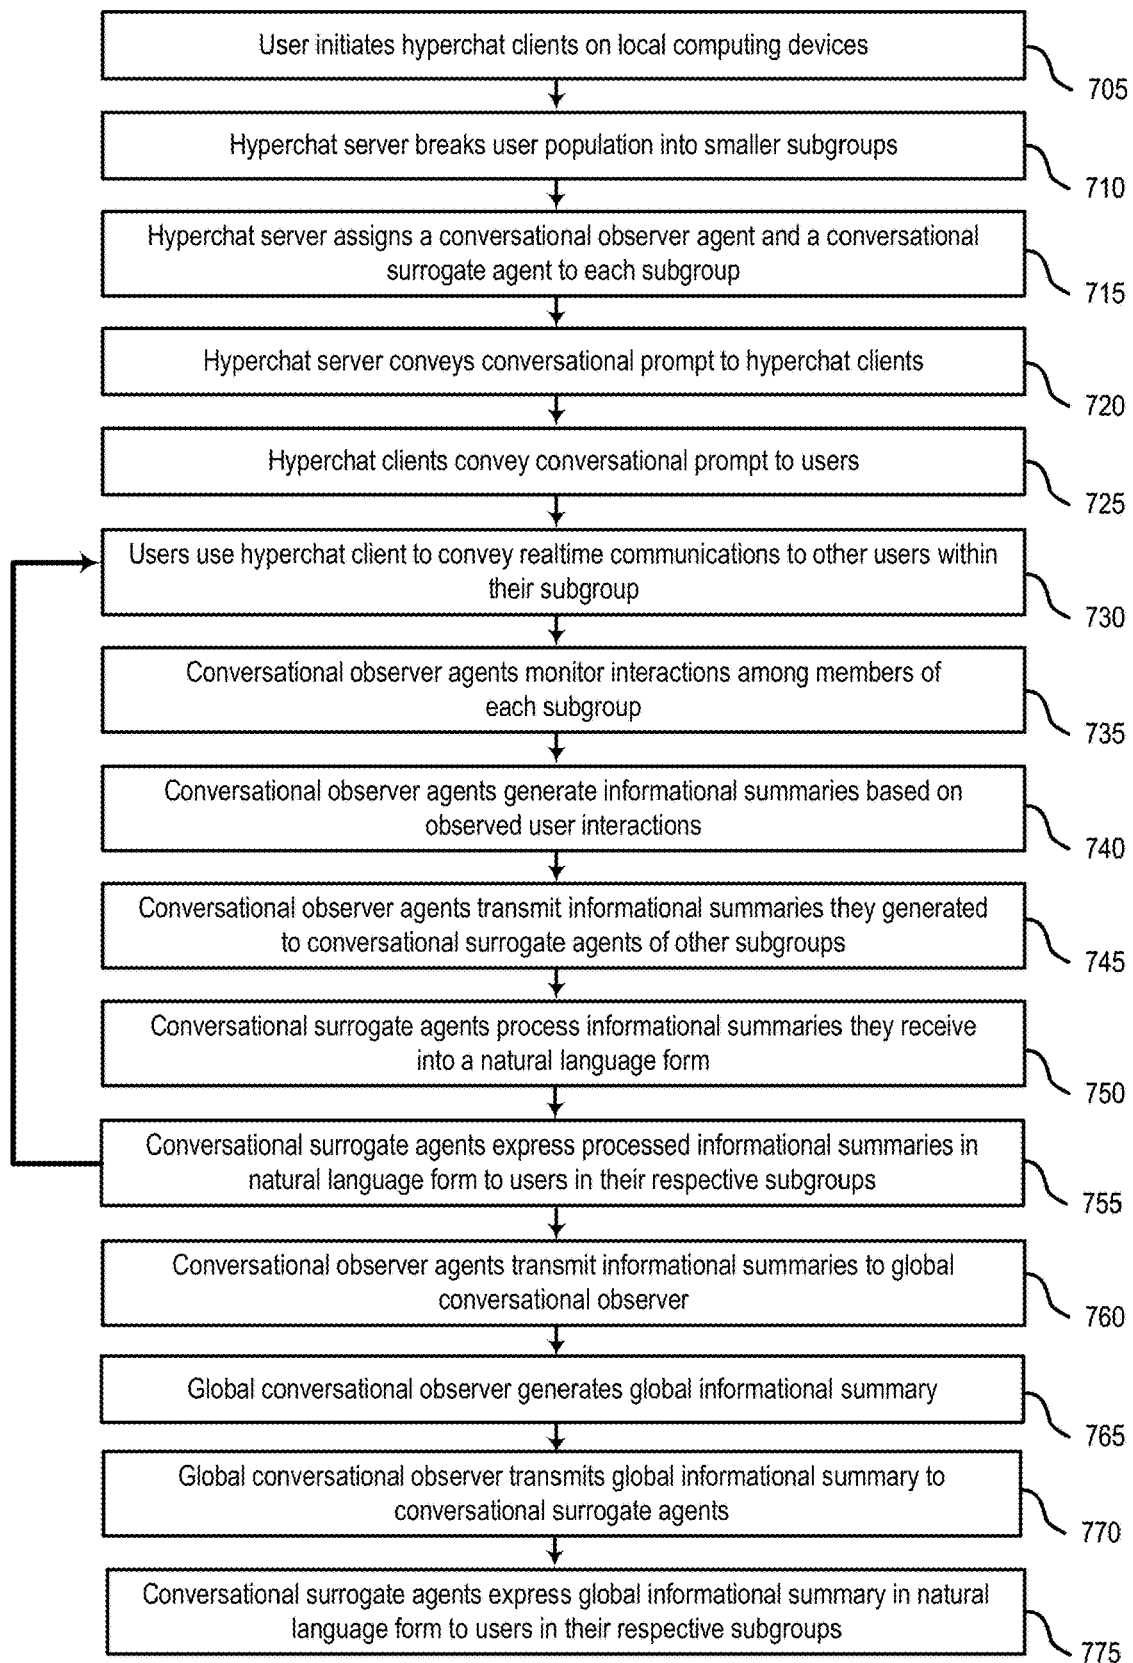 User initiates hyperchat clients on local computing devices
705
Hyperchat server breaks user population into smaller subgroups
710
Hyperchat server assigns a conversational observer agent and a conversational
surrogate agent to each subgroup
715
Hyperchat server conveys conversational prompt to hyperchat clients
720
Hyperchat clients convey conversational prompt to users
725
Users use hyperchat client to convey realtime communications to other users within
their subgroup
730
Conversational observer agents monitor interactions among members of
each subgroup
735
Conversational observer agents generate informational summaries based on
observed user interactions
740
Conversational observer agents transmit informational summaries they generated
to conversational surrogate agents of other subgroups
745
Conversational surrogate agents process informational summaries they receive
into a natural language form
750
Conversational surrogate agents express processed informational summaries in
natural language form to users in their respective subgroups
755
Conversational observer agents transmit informational summaries to global
conversational observer
760
Global conversational observer generates global informational summary
765
Global conversational observer transmits global informational summary to
conversational surrogate agents
770
Conversational surrogate agents express global informational summary in natural
language form to users in their respective subgroups
775